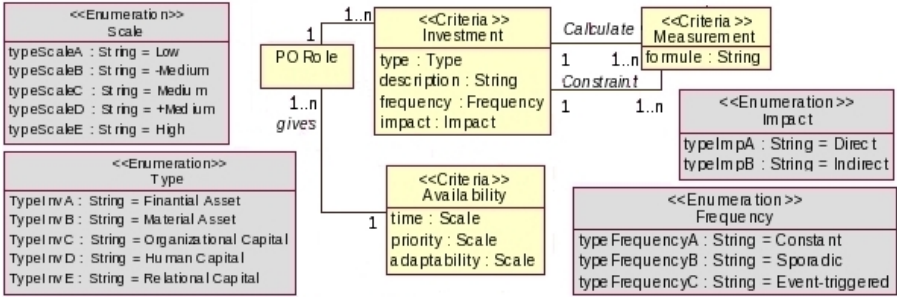 <<Enumeration>>
Scale
typeScaleA : String = Low
typeScaleB : String = -Medium
typeScaleC : String = Medium
typeScaleD : String = +Medium
typeScaleE : String = High
<<Enumeration>>
Type
TypeInvA : String = Finantial Asset
TypeInvB : String = Material Asset
TypeInvC : String = Organizational Capital
TypeInvD : String = Human Capital
TypeInvE : String = Relational Capital
1
1..n
PORole
1..n
gives
1
<<Criteria>>
Investment
type : Type
description : String
frequency : Frequency
impact : Impact
Calculate
1
1..n
Constraint
1
1..n
<<Criteria>>
Measurement
formule : String
<<Criteria>>
Availability
time : Scale
priority : Scale
adaptability : Scale
<<Enumeration>>
Impact
typeImpA : String = Direct
typeImpB : String = Indirect
<<Enumeration>>
Frequency
typeFrequencyA : String = Constant
typeFrequencyB : String = Sporadic
typeFrequencyC : String = Event-triggered